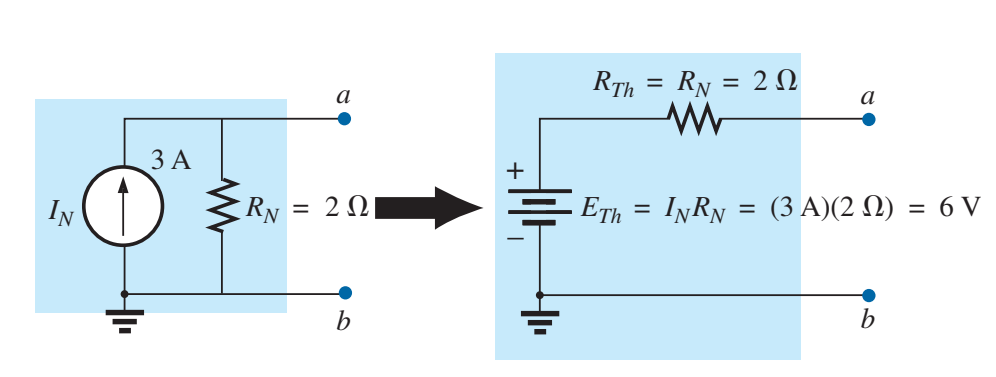 a
3 A
I_N
R_N = 2 Ω
b
R_Th = R_N = 2 Ω
a
+
E_Th = I_N R_N = (3 A)(2 Ω) = 6 V
−
b